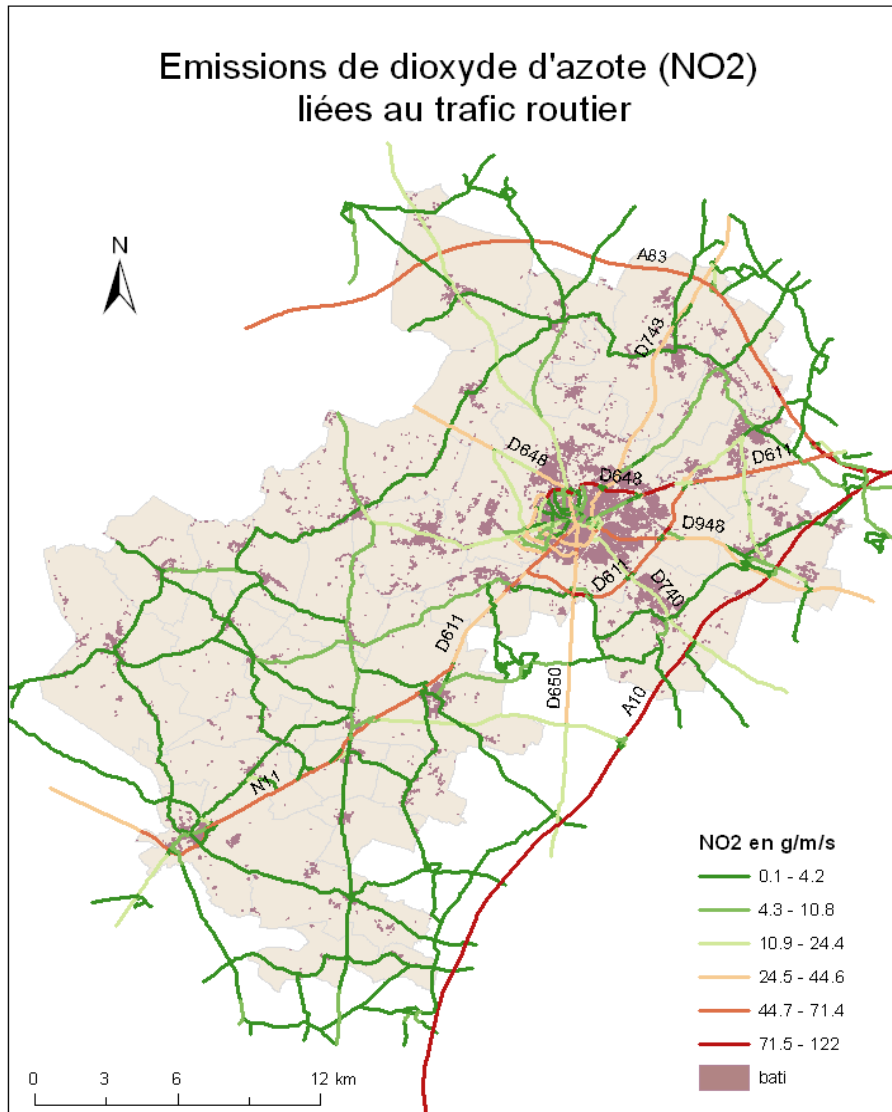 Emissions de dioxyde d'azote (NO2)
liées au trafic routier
N
A83
D743
D648
D648
D611
D948
D611
D740
D611
D650
A10
N11
NO2 en g/m/s
0.1 - 4.2
4.3 - 10.8
10.9 - 24.4
24.5 - 44.6
44.7 - 71.4
71.5 - 122
bati
0 3 6 12 km